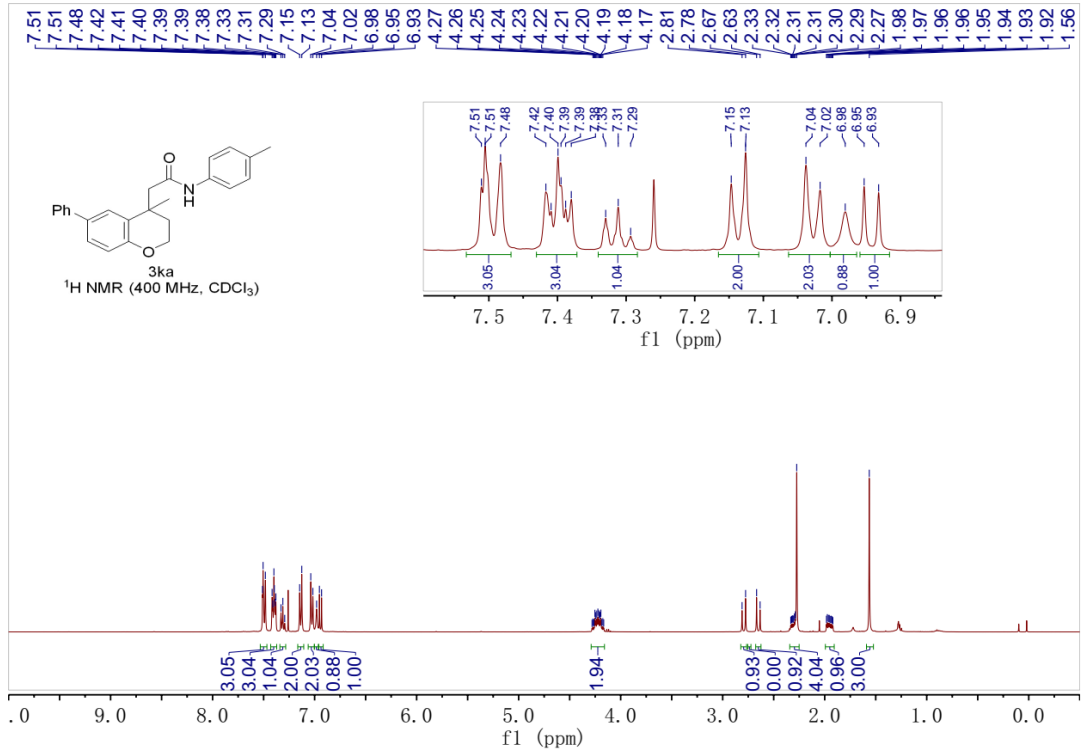 7.51 7.51 7.48 7.42 7.41 7.40 7.39 7.39 7.38 7.33 7.31 7.29 7.15 7.13 7.04 7.02 6.98 6.95 6.93 4.27 4.26 4.25 4.24 4.23 4.22 4.21 4.20 4.19 4.18 4.17 2.81 2.78 2.67 2.63 2.33 2.32 2.31 2.31 2.30 2.29 2.27 1.98 1.97 1.96 1.96 1.95 1.94 1.93 1.92 1.56
7.51 7.51 7.48 7.42 7.40 7.39 7.39 7.38 7.33 7.31 7.29 7.15 7.13 7.04 7.02 6.98 6.95 6.93
O
N
H
Ph
O
3ka
¹H NMR (400 MHz, CDCl₃)
3.05 3.04 1.04 2.00 2.03 0.88 1.00
7.5 7.4 7.3 7.2 7.1 7.0 6.9
f1 (ppm)
3.05 3.04 1.04 2.00 2.03 0.88 1.00 1.94 0.93 0.00 0.92 4.04 0.96 3.00
.0 9.0 8.0 7.0 6.0 5.0 4.0 3.0 2.0 1.0 0.0
f1 (ppm)